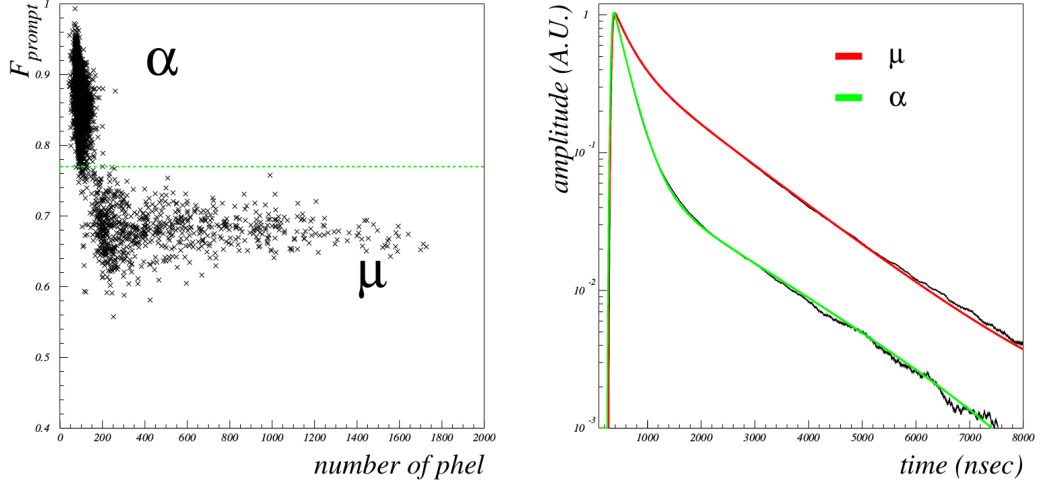 F prompt
1
0.9
0.8
0.7
0.6
0.5
0.4
α
μ
0 200 400 600 800 1000 1200 1400 1600 1800 2000
number of phel
amplitude (A.U.)
1
10 -1
10 -2
10 -3
μ
α
1000 2000 3000 4000 5000 6000 7000 8000
time (nsec)